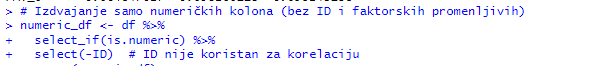 > # Izdvajanje samo numeričkih kolona (bez ID i faktorskih promenljivih)
> numeric_df <- df %>%
+   select_if(is.numeric) %>%
+   select(-ID)  # ID nije koristan za korelaciju